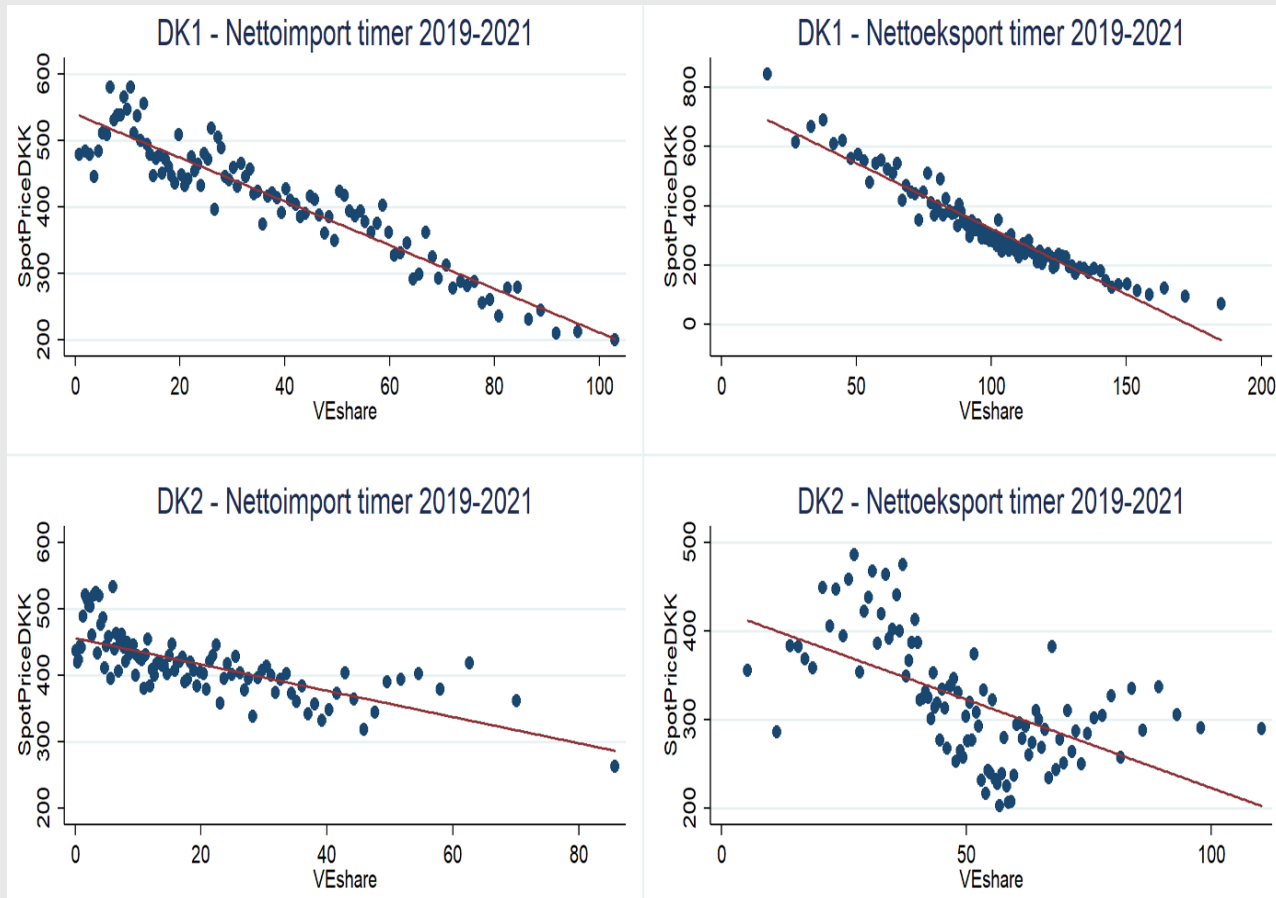 DK1 - Nettoimport timer 2019-2021
SpotPriceDKK
600
500
400
300
200
0 20 40 60 80 100
VEshare
DK1 - Nettoeksport timer 2019-2021
SpotPriceDKK
800
600
400
200
0
0 50 100 150 200
VEshare
DK2 - Nettoimport timer 2019-2021
SpotPriceDKK
600
500
400
300
200
0 20 40 60 80
VEshare
DK2 - Nettoeksport timer 2019-2021
SpotPriceDKK
500
400
300
200
0 50 100
VEshare